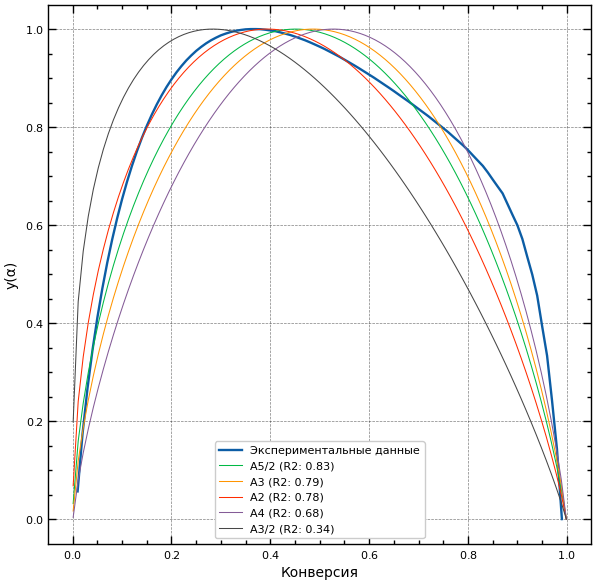 y(α)
1.0
0.8
0.6
0.4
0.2
0.0
Экспериментальные данные
A5/2 (R2: 0.83)
A3 (R2: 0.79)
A2 (R2: 0.78)
A4 (R2: 0.68)
A3/2 (R2: 0.34)
0.0 0.2 0.4 0.6 0.8 1.0
Конверсия